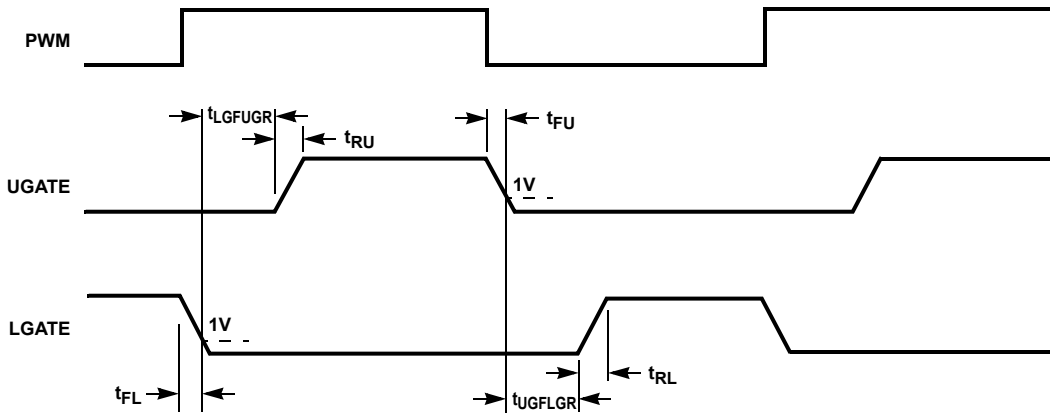 PWM
tLGFUGR
tRU
tFU
UGATE
1V
LGATE
1V
tFL
tRL
tUGFLGR